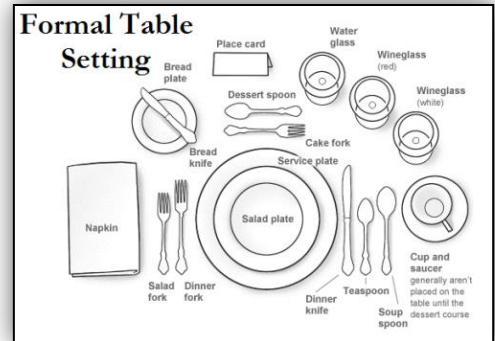 Formal Table
Setting
Place card
Water
glass
Wineglass
(red)
Wineglass
(white)
Bread
plate
Dessert spoon
Cake fork
Bread
knife
Service plate
Napkin
Salad plate
Salad
fork
Dinner
fork
Dinner
knife
Teaspoon
Soup
spoon
Cup and
saucer
generally aren't
placed on the
table until the
dessert course